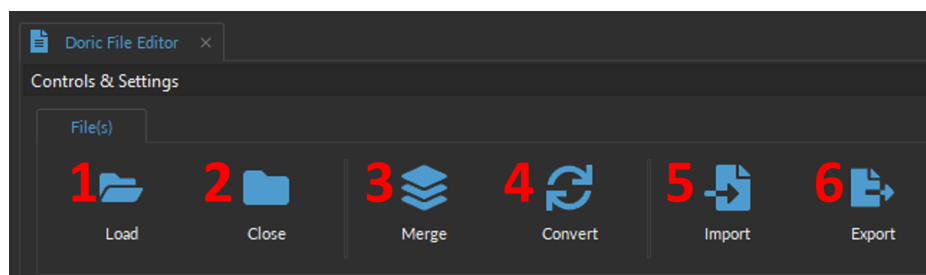 Doric File Editor ×
Controls & Settings
File(s)
1 2 3 4 5 6
Load Close Merge Convert Import Export